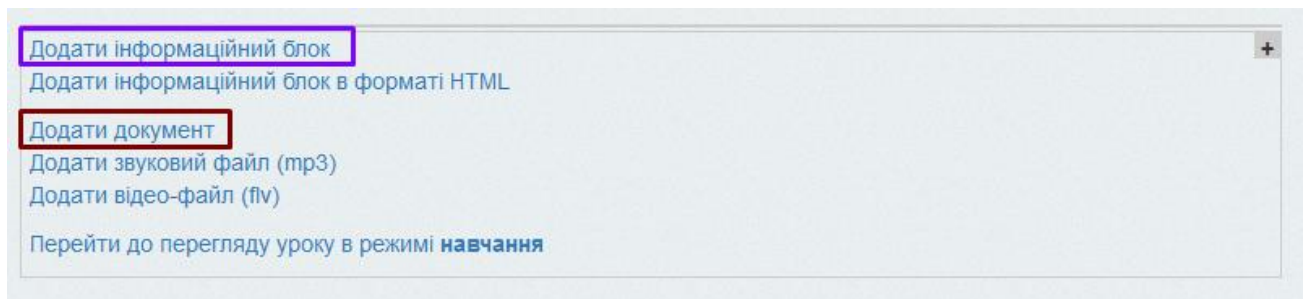 Додати інформаційний блок
+
Додати інформаційний блок в форматі HTML
Додати документ
Додати звуковий файл (mp3)
Додати відео-файл (flv)
Перейти до перегляду уроку в режимі навчання